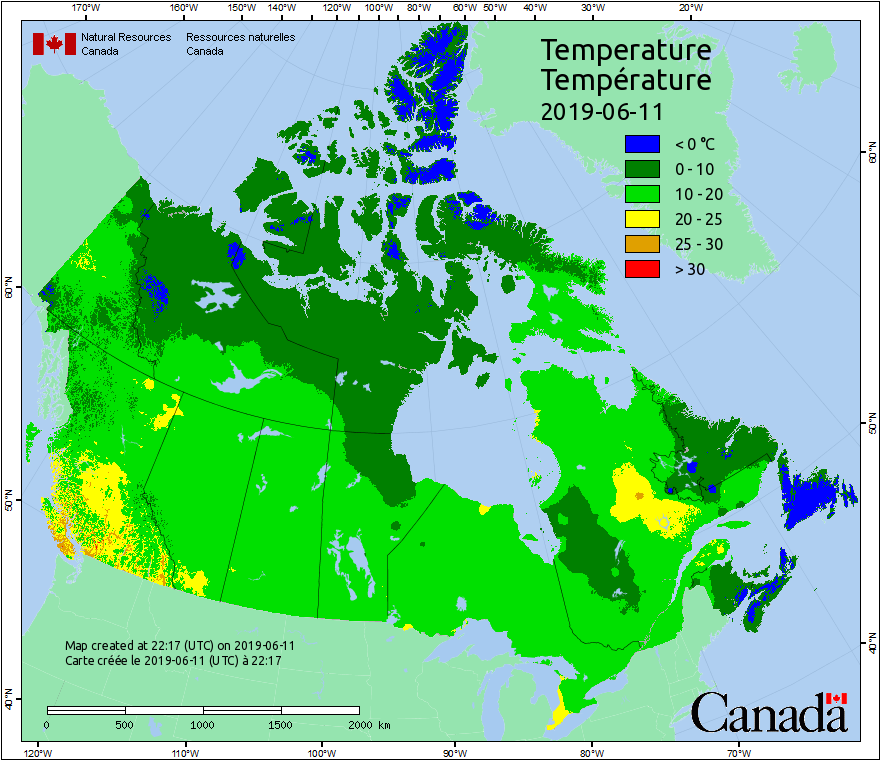 170°W 160°W 150°W 140°W 130°W 120°W 110°W 100°W 80°W 60°W 50°W 40°W 30°W 20°W
Natural Resources Canada
Ressources naturelles Canada
Temperature
Température
2019-06-11
< 0 °C
0 - 10
10 - 20
20 - 25
25 - 30
> 30
60°N
50°N
40°N
60°N
50°N
40°N
Map created at 22:17 (UTC) on 2019-06-11
Carte créée le 2019-06-11 (UTC) à 22:17
0 500 1000 1500 2000 km
Canada
120°W 110°W 100°W 90°W 80°W 70°W